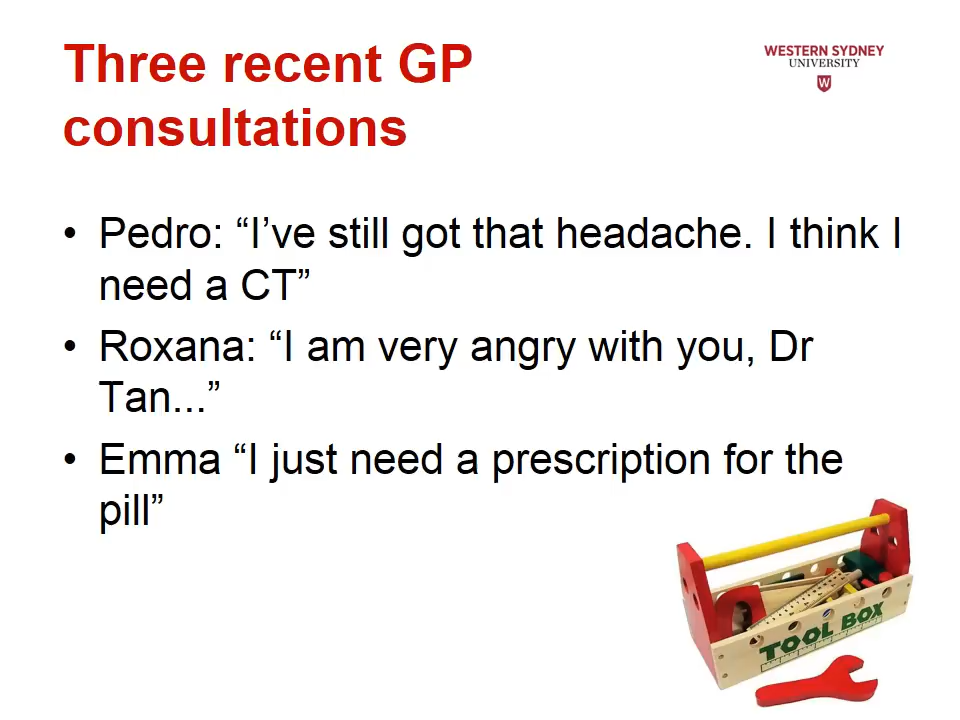 Three recent GP
consultations
WESTERN SYDNEY
UNIVERSITY
W
• Pedro: “I’ve still got that headache. I think I
need a CT”
• Roxana: “I am very angry with you, Dr
Tan...”
• Emma “I just need a prescription for the
pill”
TOOL BOX